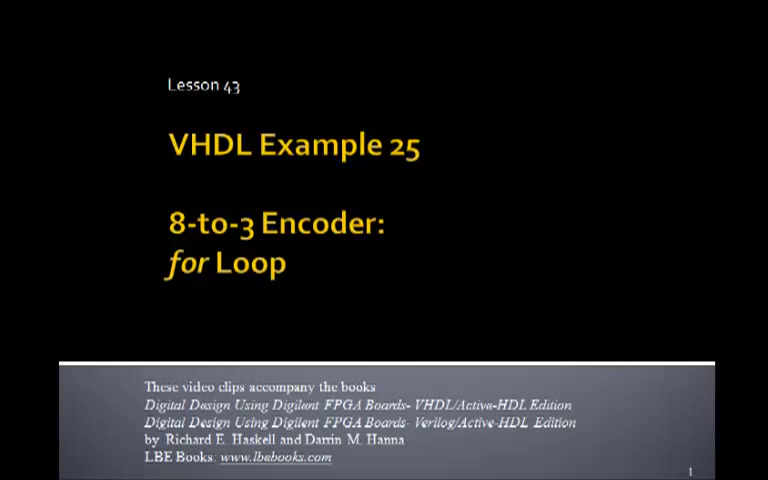 Lesson 43
VHDL Example 25
8-to-3 Encoder:
for Loop
These video clips accompany the books
Digital Design Using Digilent FPGA Boards- VHDL/Active-HDL Edition
Digital Design Using Digilent FPGA Boards- Verilog/Active-HDL Edition
by Richard E. Haskell and Darrin M. Hanna
LBE Books: www.lbebooks.com
1